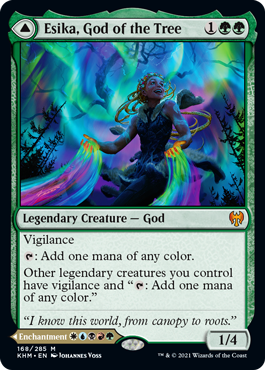 Esika, God of the Tree 1
Legendary Creature — God
Vigilance
: Add one mana of any color.
Other legendary creatures you control
have vigilance and “: Add one mana
of any color.”
“I know this world, from canopy to roots.”
Enchantment
1/4
168/285 M
KHM • EN Johannes Voss ™ & © 2021 Wizards of the Coast